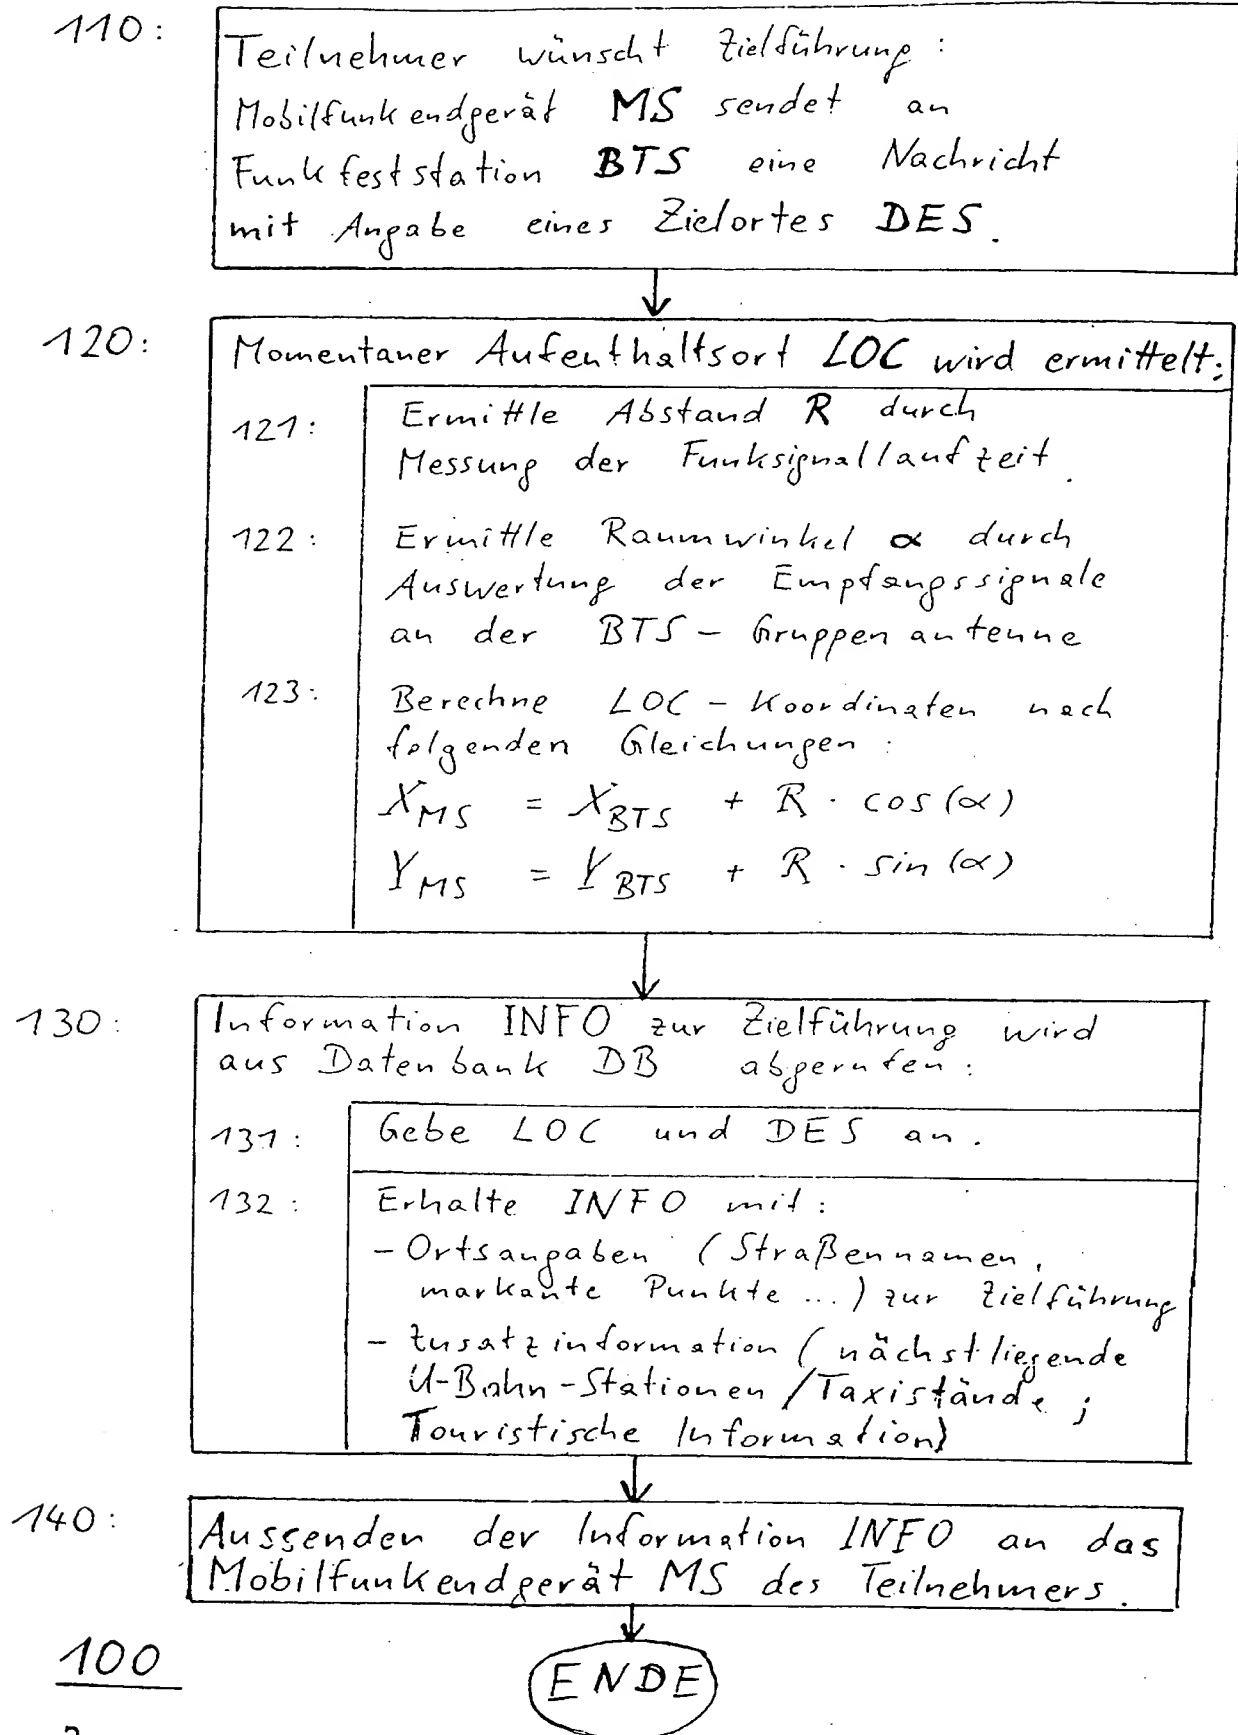 110:
Teilnehmer wünscht Zielführung:
Mobilfunkendgerät MS sendet an
Funkfeststation BTS eine Nachricht
mit Angabe eines Zielortes DES.
120:
Momentaner Aufenthaltsort LOC wird ermittelt:
121:
Ermittle Abstand R durch
Messung der Funksignallaufzeit.
122:
Ermittle Raumwinkel α durch
Auswertung der Empfangssignale
an der BTS-Gruppenantenne
123:
Berechne LOC-Koordinaten nach
folgenden Gleichungen:
X_MS = X_BTS + R · cos(α)
Y_MS = Y_BTS + R · sin(α)
130:
Information INFO zur Zielführung wird
aus Datenbank DB abgerufen:
131:
Gebe LOC und DES an.
132:
Erhalte INFO mit:
- Ortsangaben (Straßennamen,
markante Punkte ...) zur Zielführung
- Zusatzinformation (nächstliegende
U-Bahn-Stationen/Taxistände;
Touristische Information)
140:
Aussenden der Information INFO an das
Mobilfunkendgerät MS des Teilnehmers.
100
ENDE